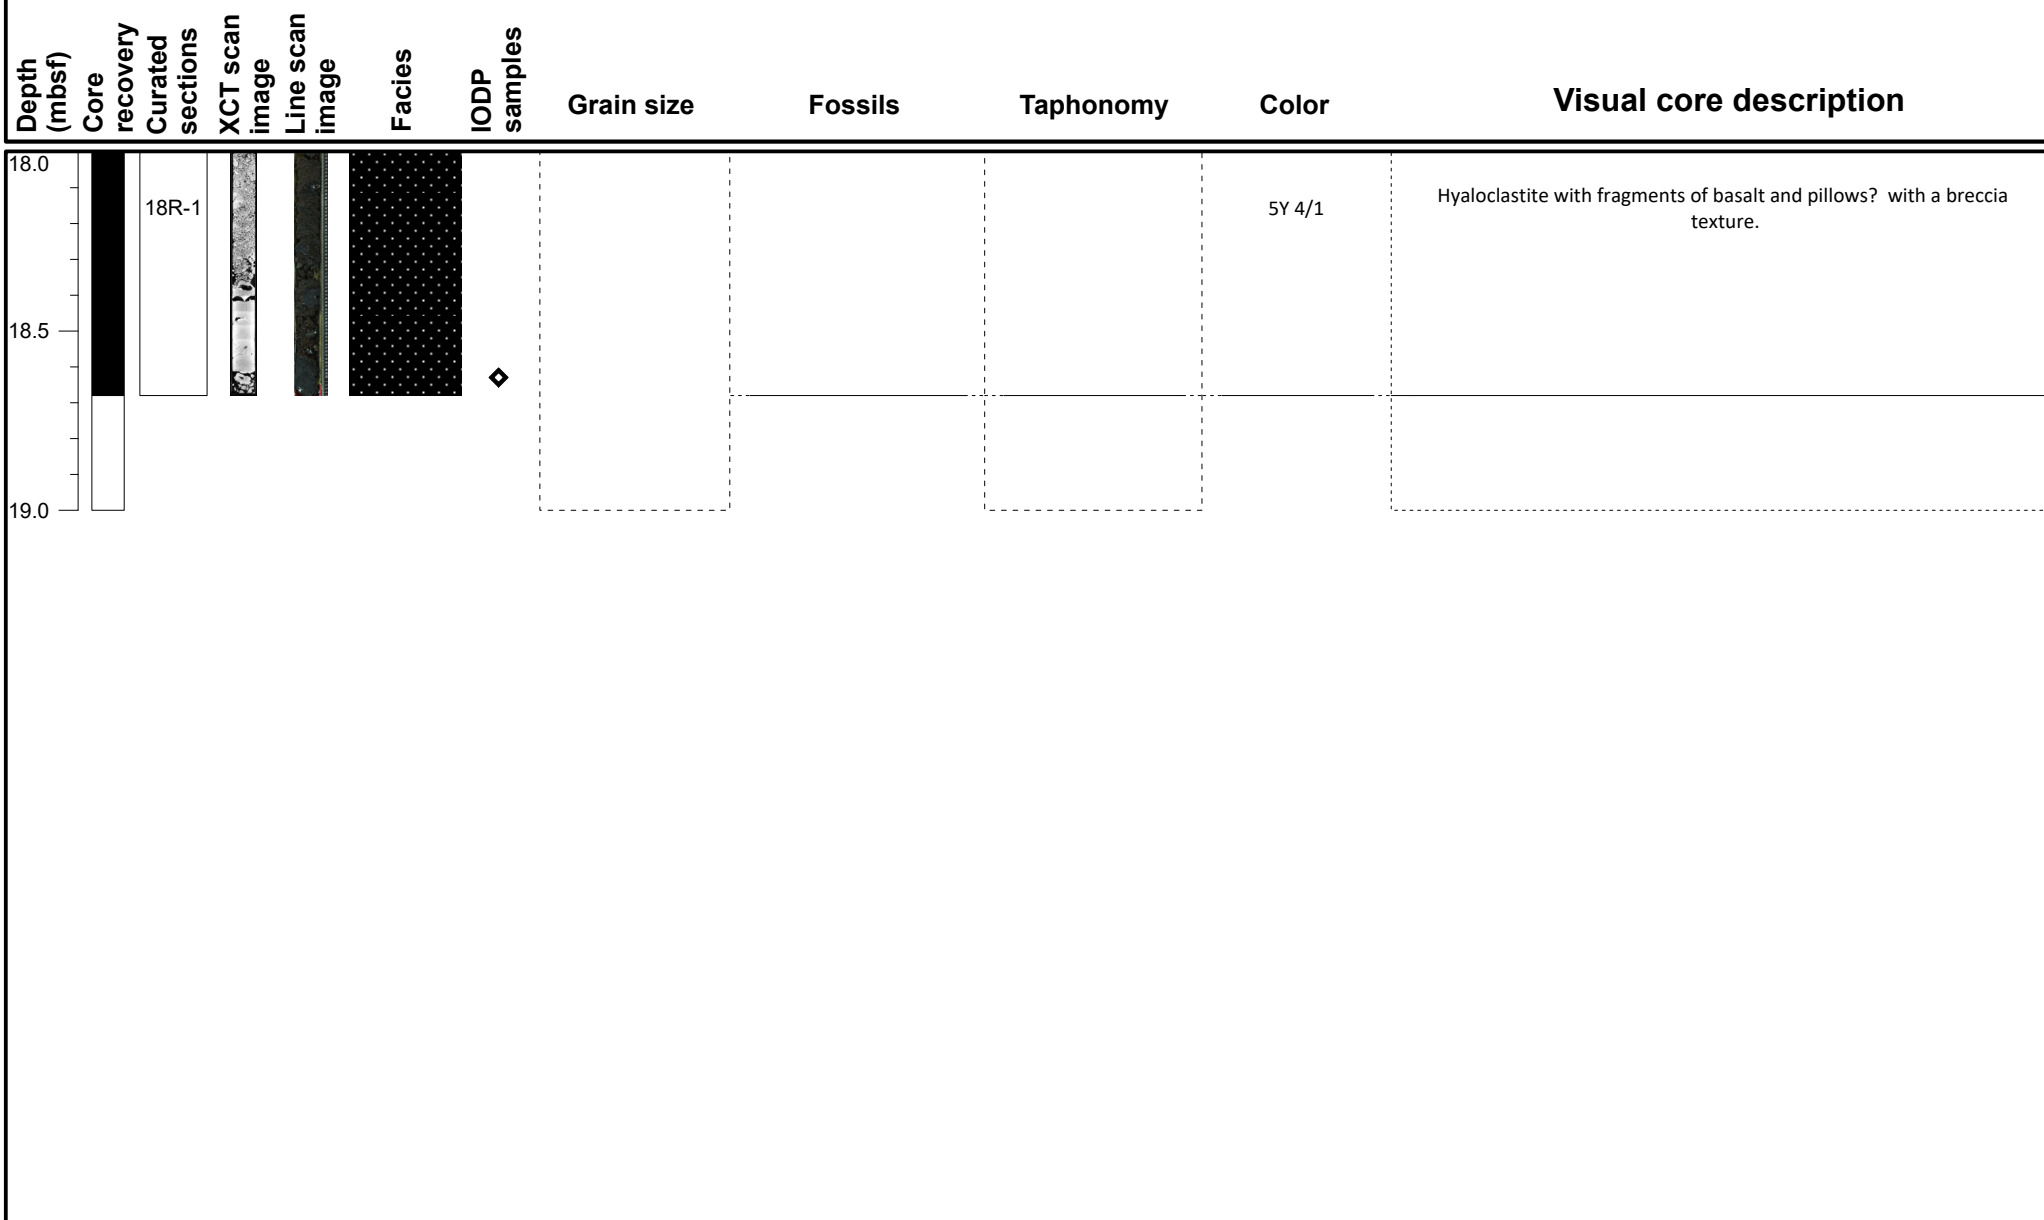 Depth
(mbsf)
Core
recovery
Curated
sections
XCT scan
image
Line scan
image
Facies
IODP
samples
Grain size
Fossils
Taphonomy
Color
Visual core description
18.0
18R-1
5Y 4/1
Hyaloclastite with fragments of basalt and pillows?  with a breccia
texture.
18.5
19.0